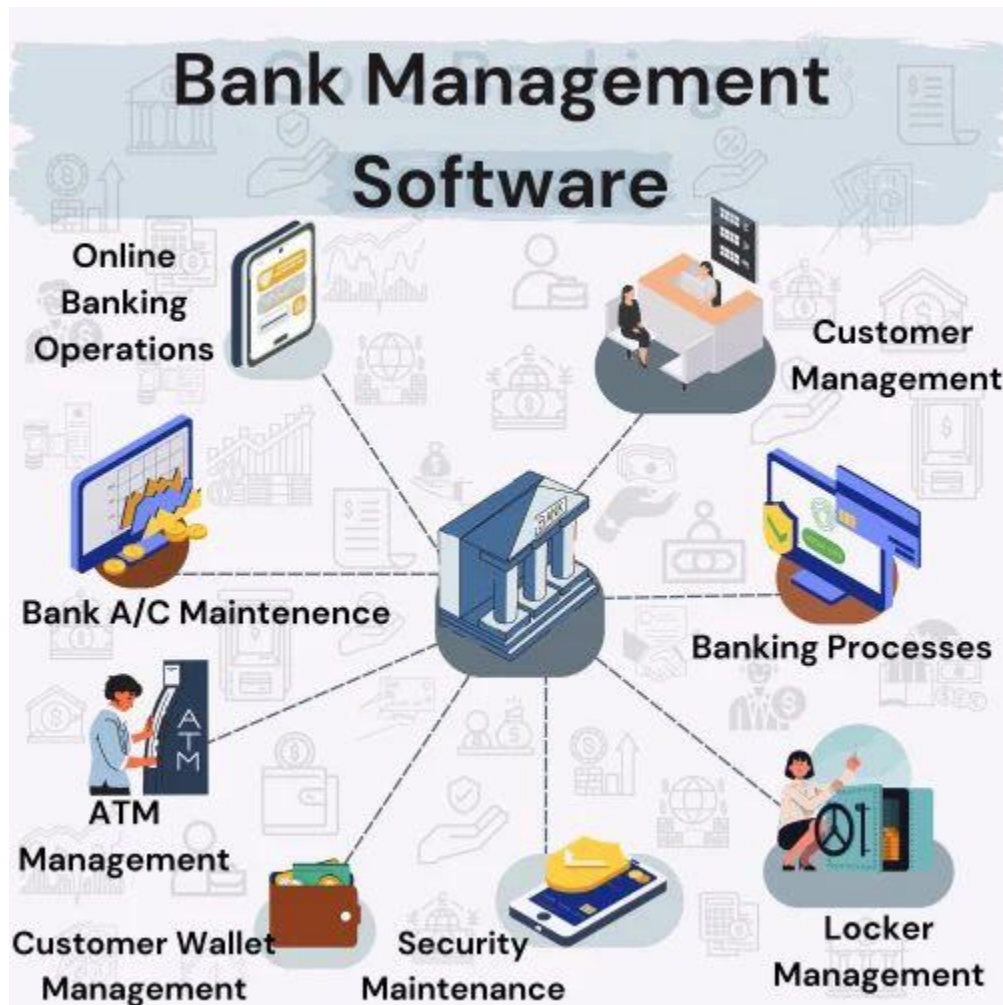 Bank Management
Software
Online
Banking
Operations
Customer
Management
BANK
Bank A/C Maintenence
Banking Processes
ATM
ATM
Management
Customer Wallet
Management
Security
Maintenance
Locker
Management